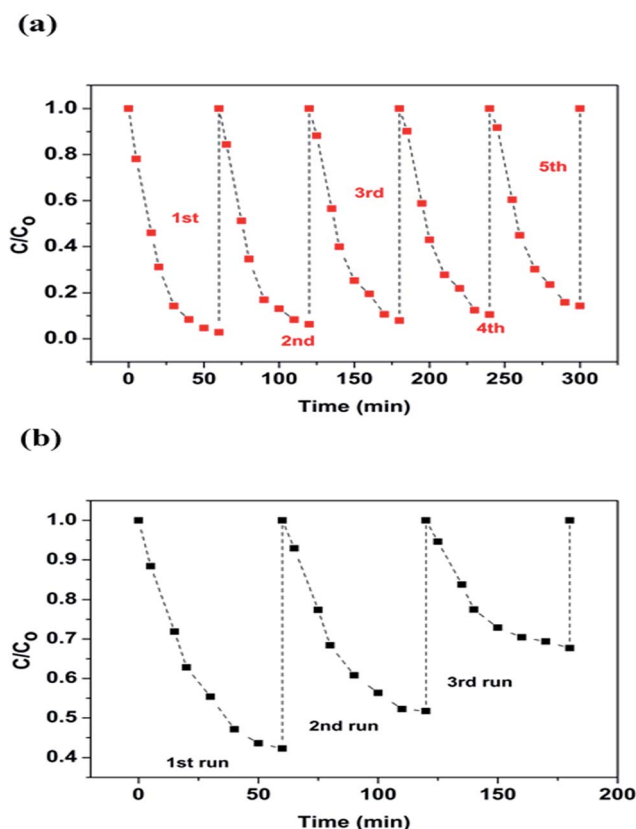 (a)
1.0
0.8
0.6
0.4
0.2
0.0
C/C0
1st
2nd
3rd
4th
5th
0 50 100 150 200 250 300
Time (min)
(b)
1.0
0.9
0.8
0.7
0.6
0.5
0.4
C/C0
1st run
2nd run
3rd run
0 50 100 150 200
Time (min)